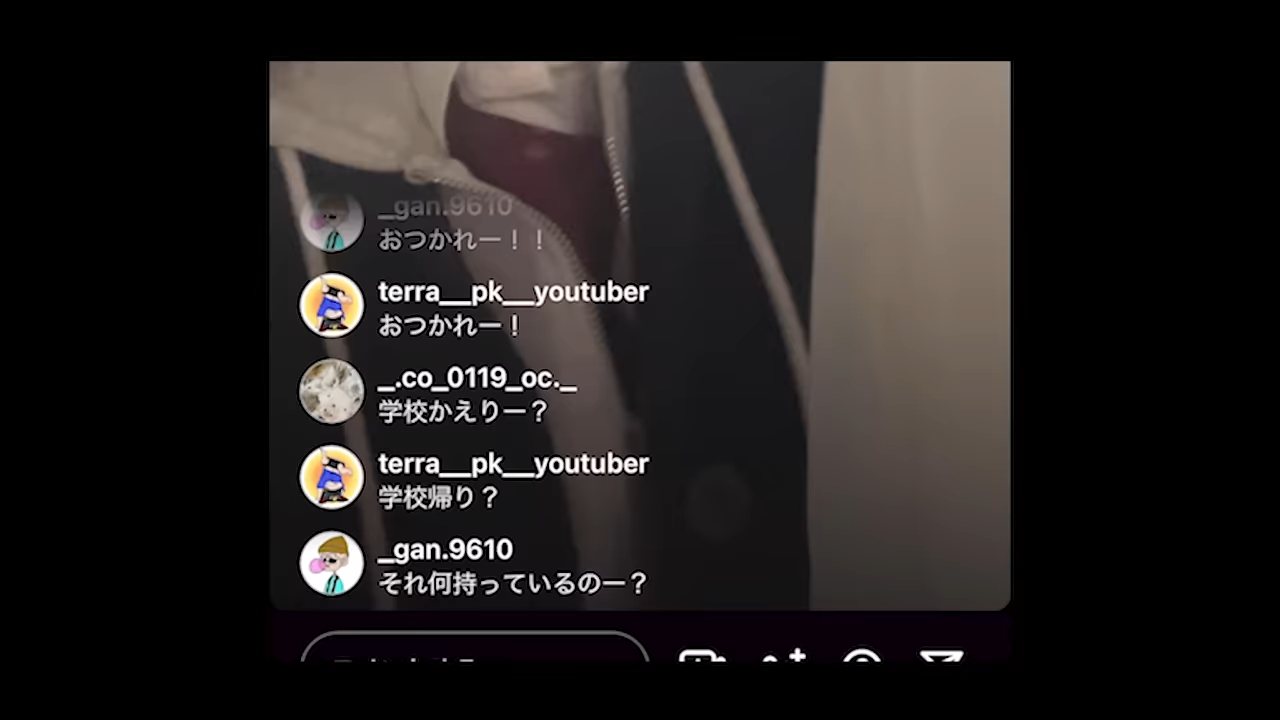 _gan.9610
おつかれー！！
terra__pk__youtuber
おつかれー！
_.co_0119_oc._
学校かえりー？
terra__pk__youtuber
学校帰り？
_gan.9610
それ何持っているのー？